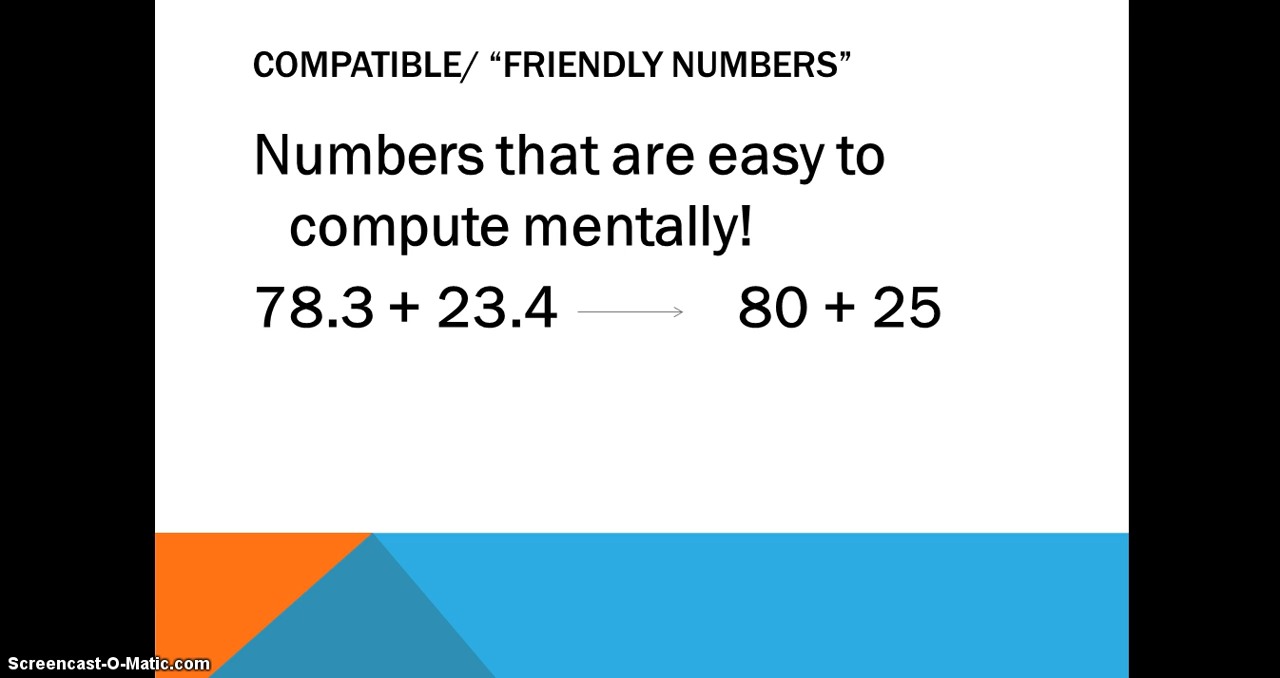 COMPATIBLE/ “FRIENDLY NUMBERS”
Numbers that are easy to
compute mentally!
78.3 + 23.4 ⟶ 80 + 25
Screencast-O-Matic.com